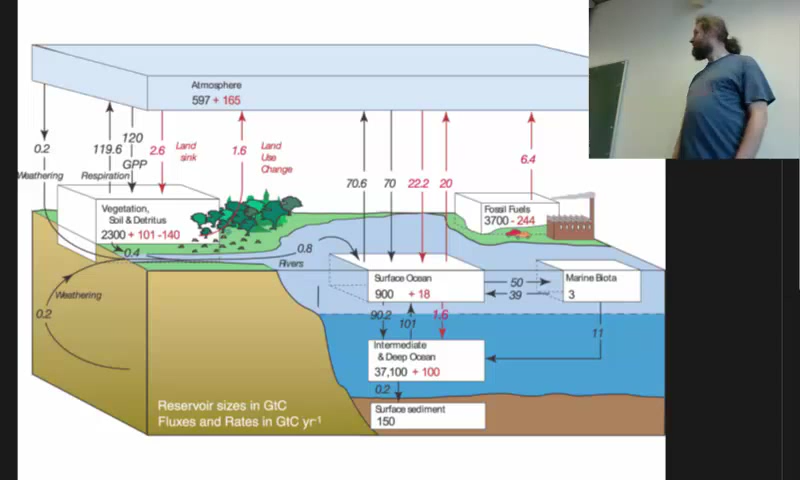 Atmosphere
597 + 165
0.2
Weathering
119.6
Respiration
120
GPP
2.6
Land
sink
1.6
Land
Use
Change
70.6
70
22.2
20
6.4
Vegetation,
Soil & Detritus
2300 + 101 -140
0.4
Fossil Fuels
3700 - 244
0.8
Rivers
Weathering
0.2
Surface Ocean
900 + 18
50
39
Marine Biota
3
90.2
101
1.6
11
Intermediate
& Deep Ocean
37,100 + 100
0.2
Surface sediment
150
Reservoir sizes in GtC
Fluxes and Rates in GtC yr⁻¹